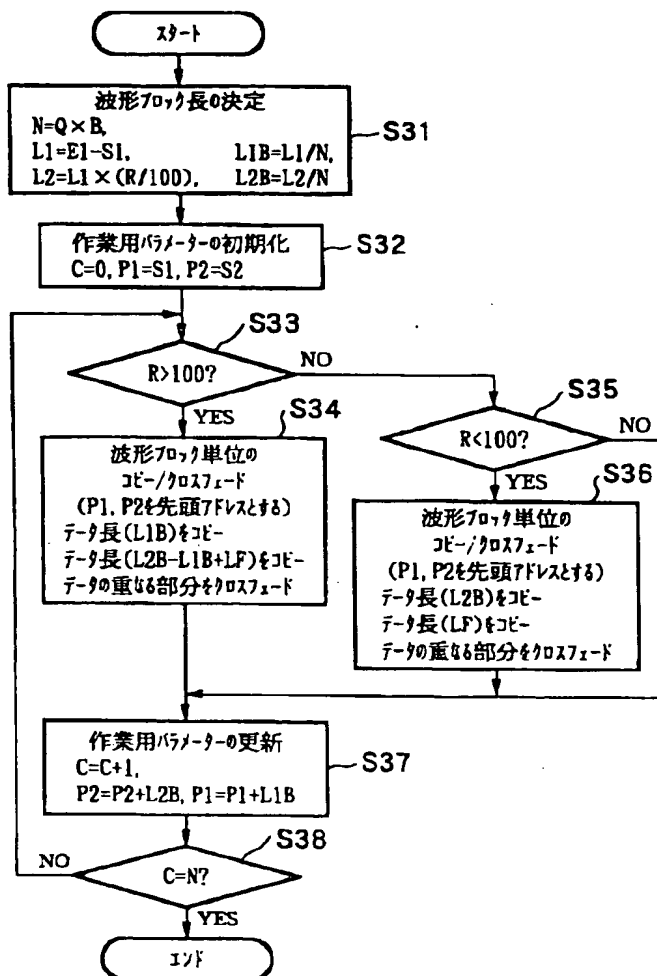 スタート
波形ブロック長の決定
N=Q×B,
L1=E1-S1, L1B=L1/N,
L2=L1×(R/100), L2B=L2/N
S31
作業用パラメーターの初期化
C=0, P1=S1, P2=S2
S32
S33
R>100?
NO
YES
S34
波形ブロック単位の
コピー/クロスフェード
(P1, P2を先頭アドレスとする)
データ長(L1B)をコピー
データ長(L2B-L1B+LF)をコピー
データの重なる部分をクロスフェード
S35
R<100?
NO
YES
S36
波形ブロック単位の
コピー/クロスフェード
(P1, P2を先頭アドレスとする)
データ長(L2B)をコピー
データ長(LF)をコピー
データの重なる部分をクロスフェード
作業用パラメーターの更新
C=C+1,
P2=P2+L2B, P1=P1+L1B
S37
S38
NO
C=N?
YES
エンド